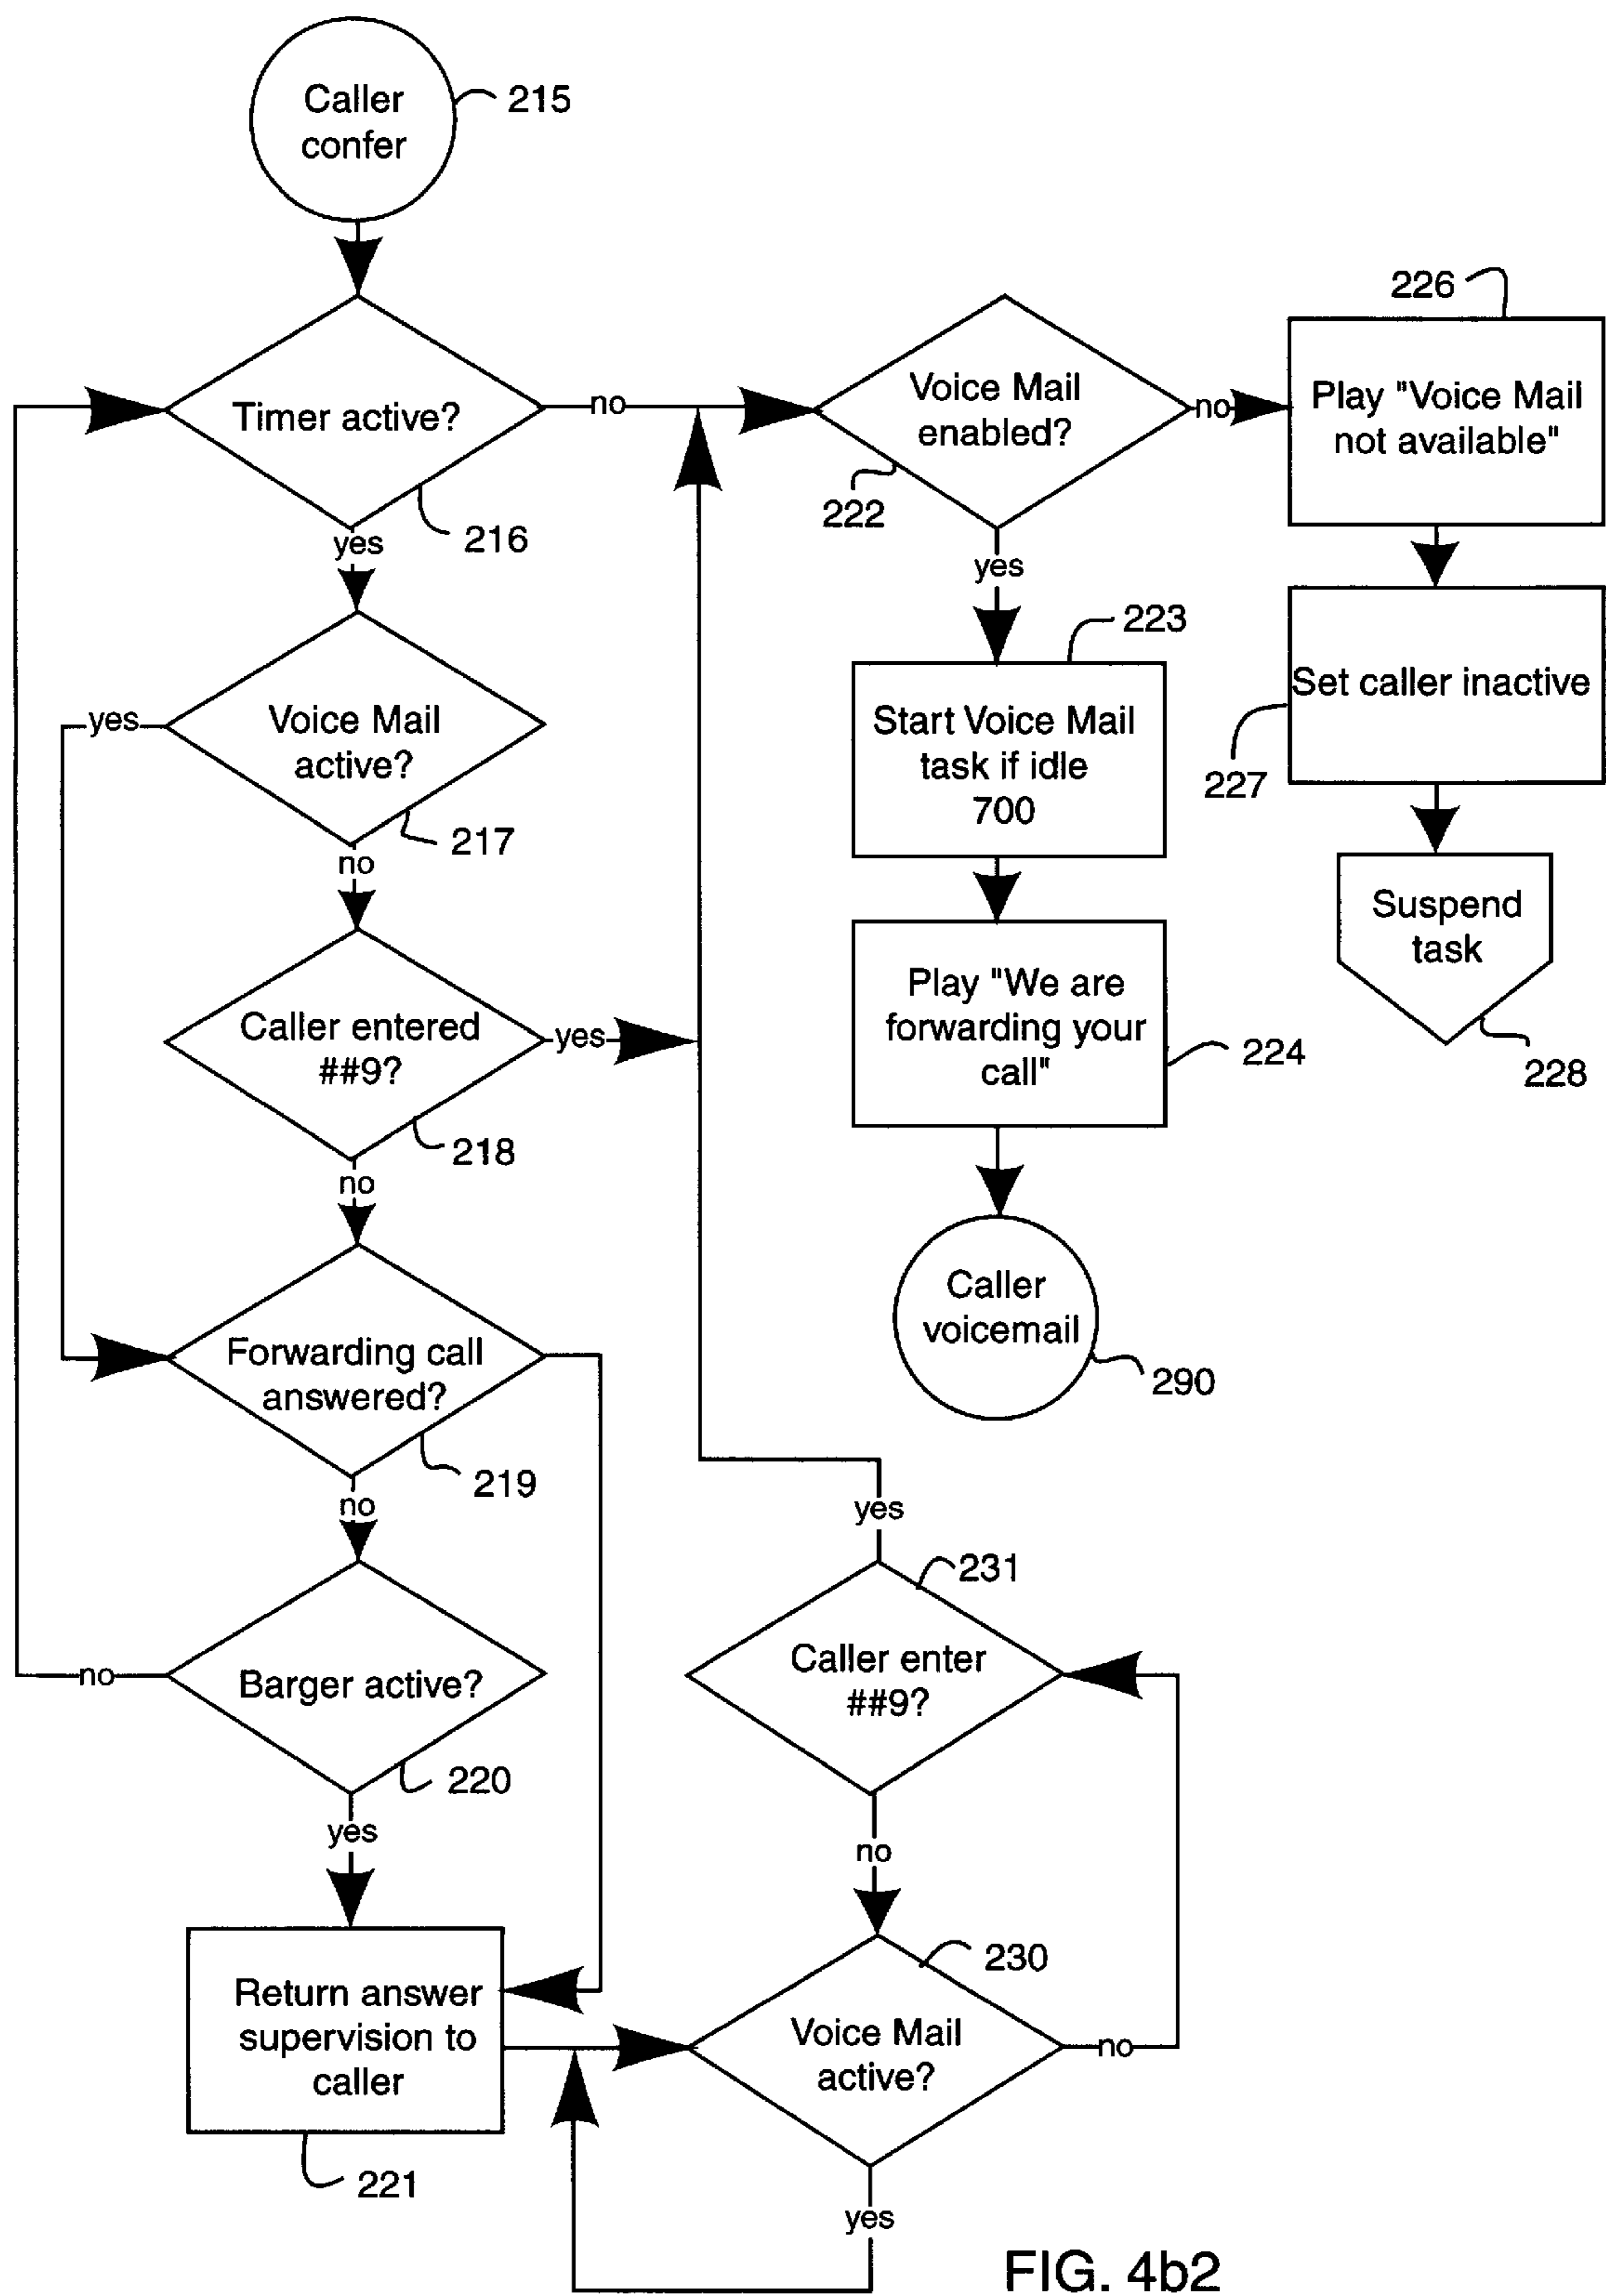 Caller
confer
215
226
Timer active?
no
Voice Mail
enabled?
no
Play "Voice Mail
not available"
222
216
yes
yes
223
Voice Mail
active?
yes
217
no
Start Voice Mail
task if idle
700
Set caller inactive
227
Suspend
task
228
Caller entered
##9?
yes
218
no
Play "We are
forwarding your
call"
224
Caller
voicemail
290
Forwarding call
answered?
219
no
yes
231
Barger active?
no
220
yes
Caller enter
##9?
no
230
Return answer
supervision to
caller
221
Voice Mail
active?
no
yes
FIG. 4b2